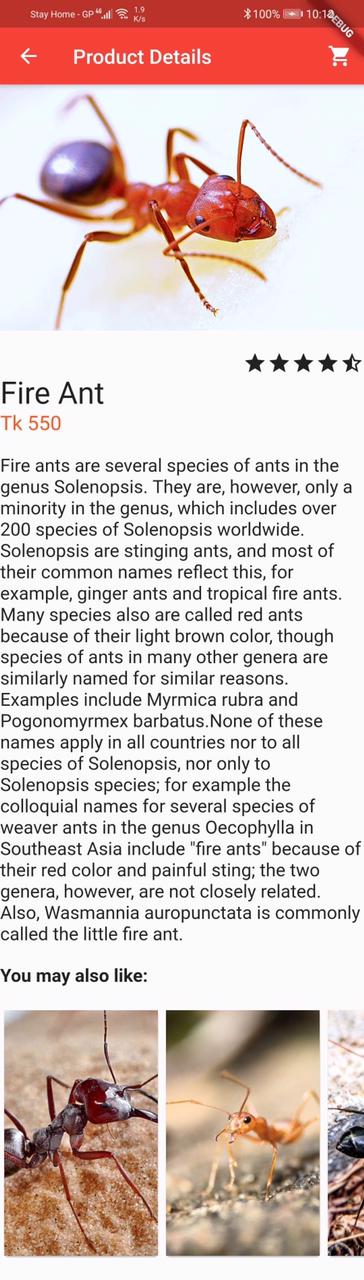 Stay Home - GP
1.9
K/s
100%
DEBUG
Product Details
Fire Ant
Tk 550
Fire ants are several species of ants in the
genus Solenopsis. They are, however, only a
minority in the genus, which includes over
200 species of Solenopsis worldwide.
Solenopsis are stinging ants, and most of
their common names reflect this, for
example, ginger ants and tropical fire ants.
Many species also are called red ants
because of their light brown color, though
species of ants in many other genera are
similarly named for similar reasons.
Examples include Myrmica rubra and
Pogonomyrmex barbatus.None of these
names apply in all countries nor to all
species of Solenopsis, nor only to
Solenopsis species; for example the
colloquial names for several species of
weaver ants in the genus Oecophylla in
Southeast Asia include "fire ants" because of
their red color and painful sting; the two
genera, however, are not closely related.
Also, Wasmannia auropunctata is commonly
called the little fire ant.
You may also like: